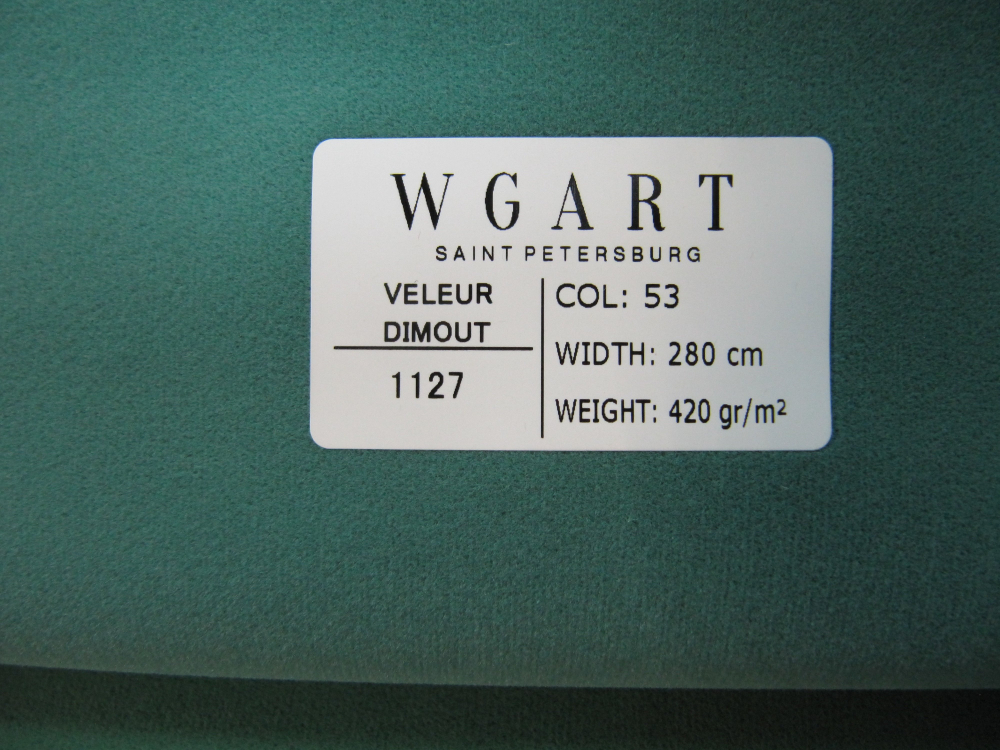 WGART
SAINT PETERSBURG
VELEUR
DIMOUT
1127
COL: 53
WIDTH: 280 cm
WEIGHT: 420 gr/m²